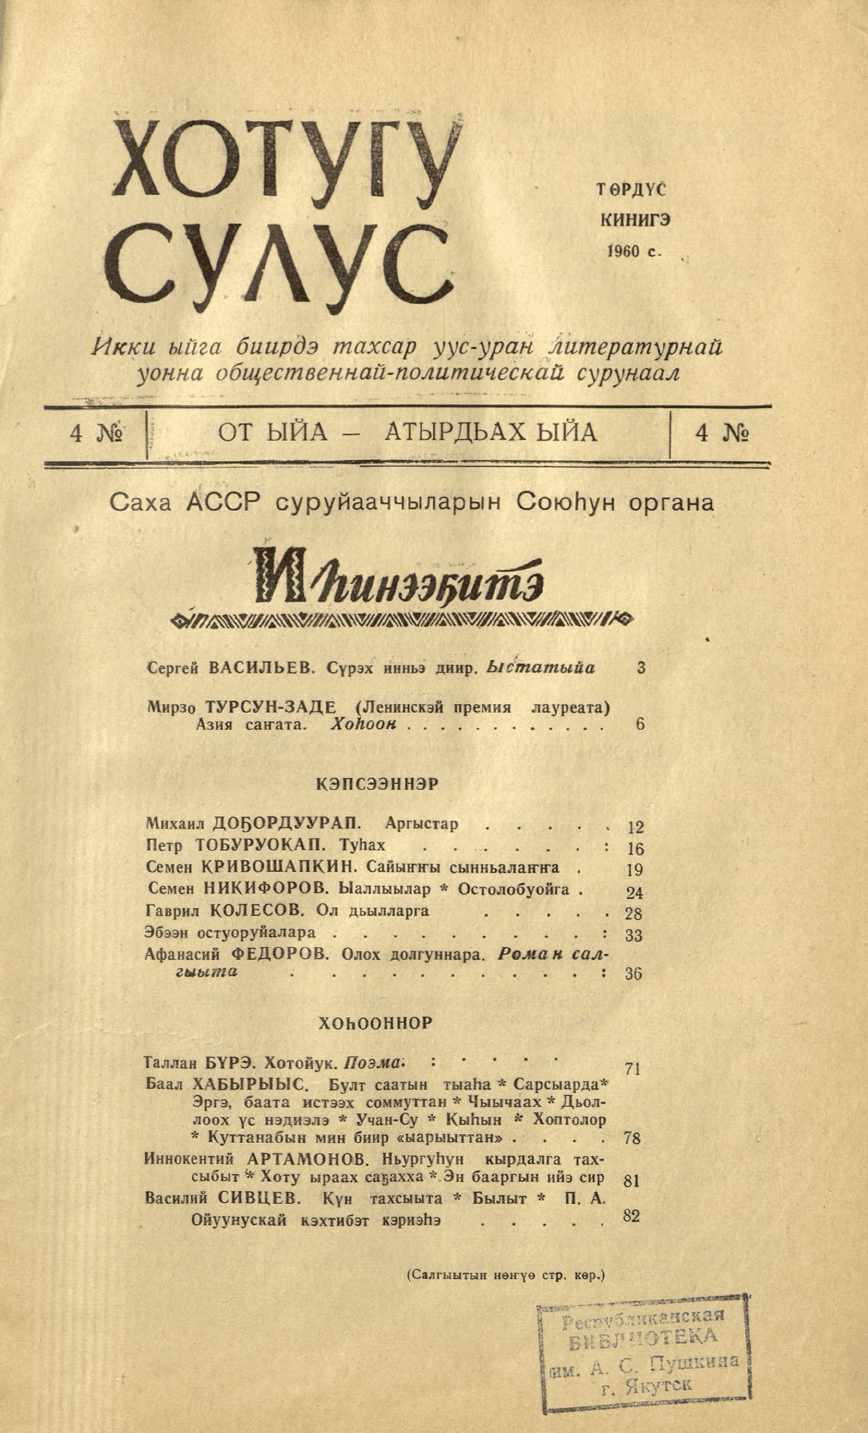 ХОТУГУ
СУЛУС
ТӨРДҮС
КИНИГЭ
1960 с.
Икки ыйга биирдэ тахсар уус-уран литературнай
уонна общественнай-политическай сурунаал
4 № ОТ ЫЙА — АТЫРДЬАХ ЫЙА 4 №
Саха АССР суруйааччыларын Союһун органа
Иһинээҕитэ
Сергей ВАСИЛЬЕВ. Сүрэх инньэ диир. Ыстатыйа 3
Мирзо ТУРСУН-ЗАДЕ (Ленинскэй премия лауреата)
Азия саҥата. Хоһоон . . . . . . . . . . . . 6
КЭПСЭЭННЭР
Михаил ДОҔОРДУУРАП. Аргыстар . . . . . 12
Петр ТОБУРУОКАП. Туһах . . . . . . : 16
Семен КРИВОШАПКИН. Сайыҥҥы сынньалаҥҥа . 19
Семен НИКИФОРОВ. Ыаллыылар * Остолобуойга . 24
Гаврил КОЛЕСОВ. Ол дьылларга . . . . . 28
Эбээн остуоруйалара . . . . . . . . . : 33
Афанасий ФЕДОРОВ. Олох долгуннара. Роман сал-
гыыта . . . . . . . . . . : 36
ХОҺООННОР
Таллан БҮРЭ. Хотойук. Поэма. : . . . . 71
Баал ХАБЫРЫЫС. Булт саатын тыаһа * Сарсыарда*
Эргэ, баата истээх соммуттан * Чыычаах * Дьол-
лоох үс нэдиэлэ * Учан-Су * Кыһын * Хоптолор
* Куттанабын мин биир «ыарыыттан» . . . . 78
Иннокентий АРТАМОНОВ. Ньургуһун кырдалга тах-
сыбыт * Хоту ыраах саҕахха * Эн бааргын ийэ сир 81
Василий СИВЦЕВ. Күн тахсыыта * Былыт * П. А.
Ойуунускай кэхтибэт кэриэһэ . . . . . 82
(Салгыытын нөҥүө стр. көр.)
Республиканская
БИБЛИОТЕКА
им. А. С. Пушкина
г. Якутск